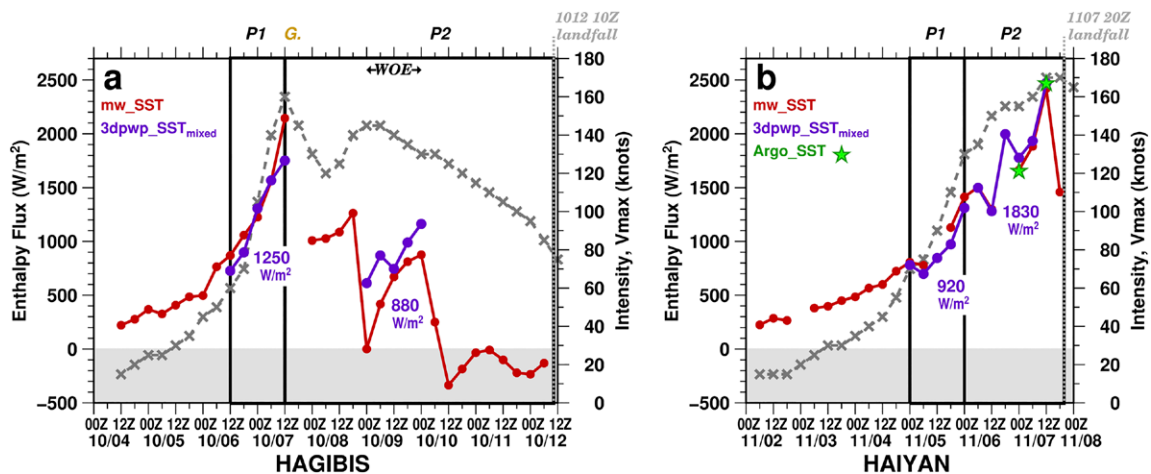 1012 10Z
landfall
P1 G. P2
a
←WOE→
mw_SST
3dpwp_SSTmixed
1250
W/m²
880
W/m²
Enthalpy Flux (W/m²)
2500
2000
1500
1000
500
0
−500
Intensity, Vmax (knots)
180
160
140
120
100
80
60
40
20
0
00Z 12Z 00Z 12Z 00Z 12Z 00Z 12Z 00Z 12Z 00Z 12Z 00Z 12Z 00Z 12Z 00Z 12Z
10/04 10/05 10/06 10/07 10/08 10/09 10/10 10/11 10/12
HAGIBIS
1107 20Z
landfall
P1 P2
b
mw_SST
3dpwp_SSTmixed
Argo_SST
920
W/m²
1830
W/m²
Enthalpy Flux (W/m²)
2500
2000
1500
1000
500
0
−500
Intensity, Vmax (knots)
180
160
140
120
100
80
60
40
20
0
00Z 12Z 00Z 12Z 00Z 12Z 00Z 12Z 00Z 12Z 00Z 12Z 00Z
11/02 11/03 11/04 11/05 11/06 11/07 11/08
HAIYAN